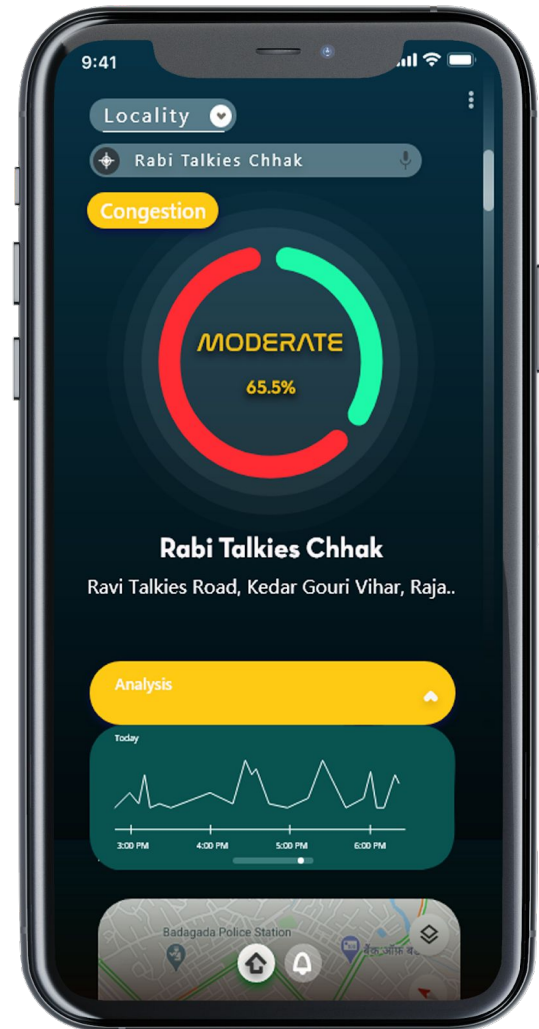 9:41
Locality
Rabi Talkies Chhak
Congestion
MODERATE
65.5%
Rabi Talkies Chhak
Ravi Talkies Road, Kedar Gouri Vihar, Raja..
Analysis
Today
3:00 PM 4:00 PM 5:00 PM 6:00 PM
Badagada Police Station
बैंक ऑफ़